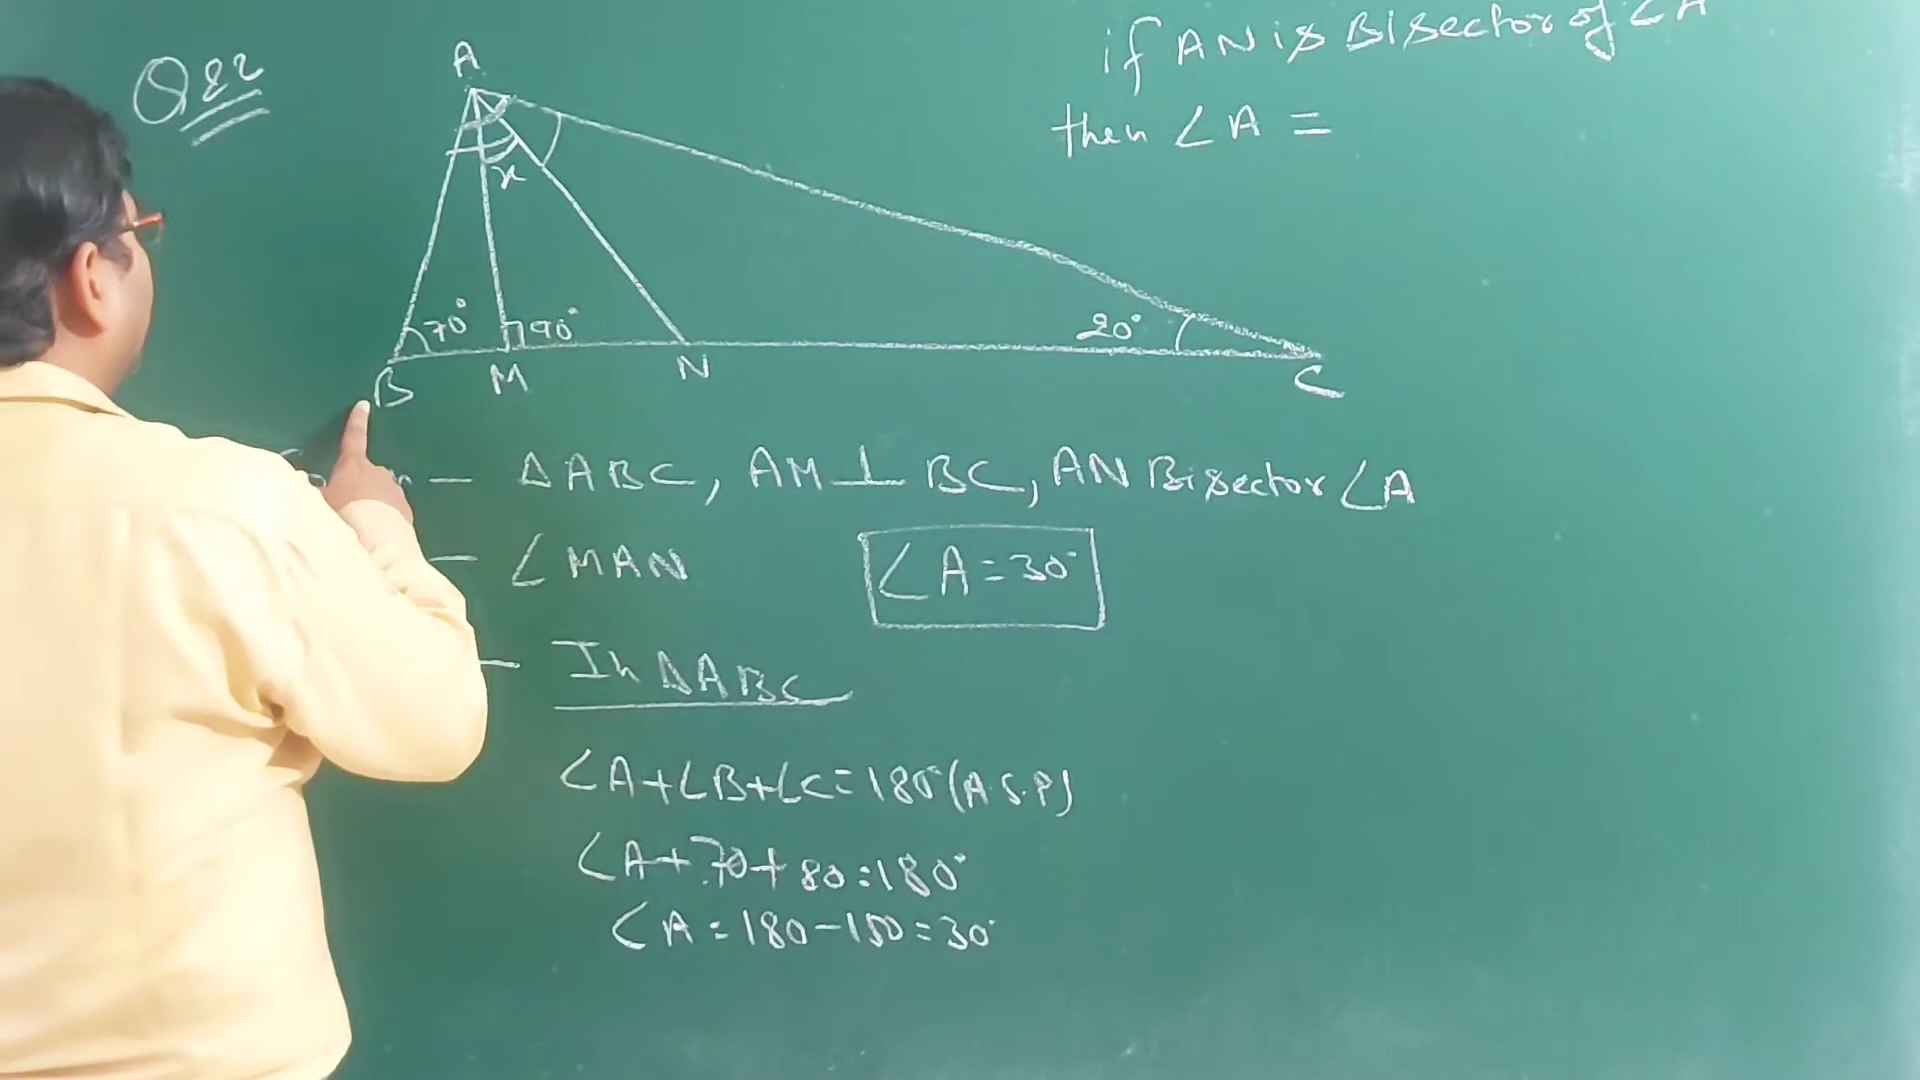 if AN is Bisector of ∠A
then ∠A =
Q22
A
x
70°
90°
20°
B
M
N
C
– ΔABC, AM ⊥ BC, AN Bisector ∠A
– ∠MAN
∠A = 30°
– In ΔABC
∠A+∠B+∠C=180°(A.S.P)
∠A+70+80=180°
∠A=180-150=30°